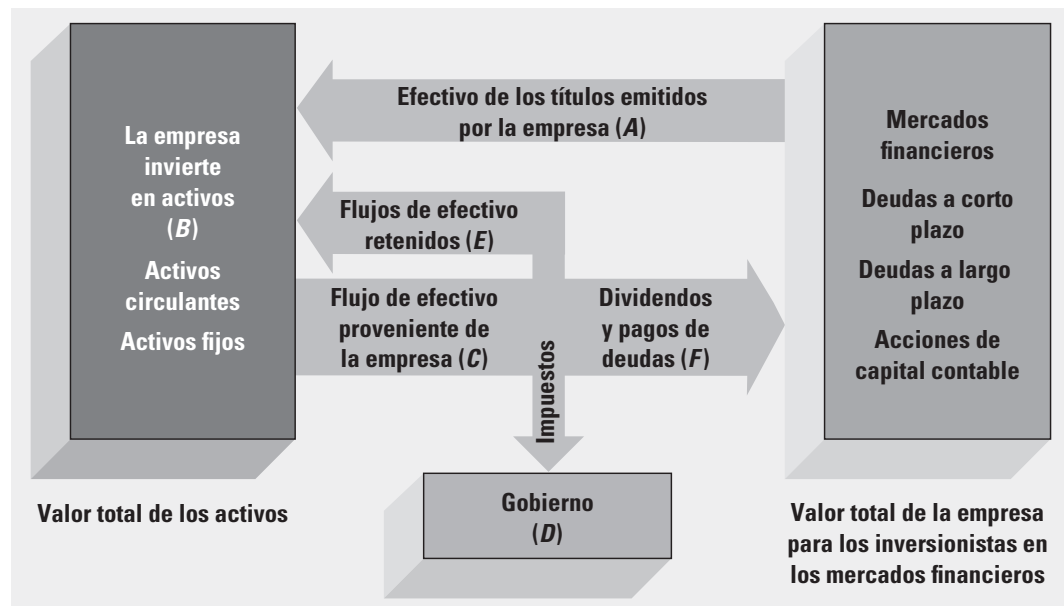 La empresa
invierte
en activos
(B)
Activos
circulantes
Activos fijos
Efectivo de los títulos emitidos
por la empresa (A)
Flujos de efectivo
retenidos (E)
Flujo de efectivo
proveniente de
la empresa (C)
Impuestos
Dividendos
y pagos de
deudas (F)
Mercados
financieros
Deudas a corto
plazo
Deudas a largo
plazo
Acciones de
capital contable
Gobierno
(D)
Valor total de los activos
Valor total de la empresa
para los inversionistas en
los mercados financieros